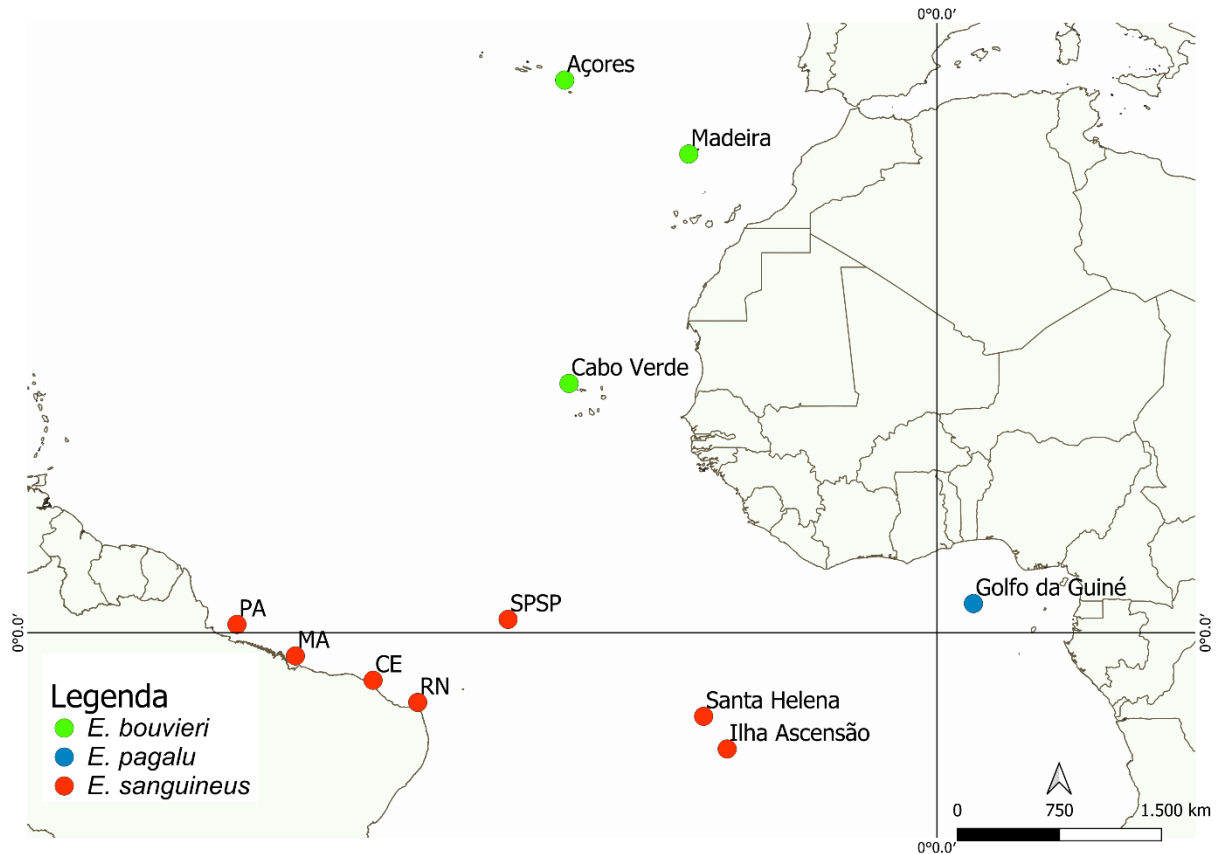 0°0.0'
Açores
Madeira
Cabo Verde
Golfo da Guiné
PA
SPSP
0°0.0'
0°0.0'
MA
CE
RN
Santa Helena
Ilha Ascensão
Legenda
E. bouvieri
E. pagalu
E. sanguineus
0 750 1.500 km
0°0.0'